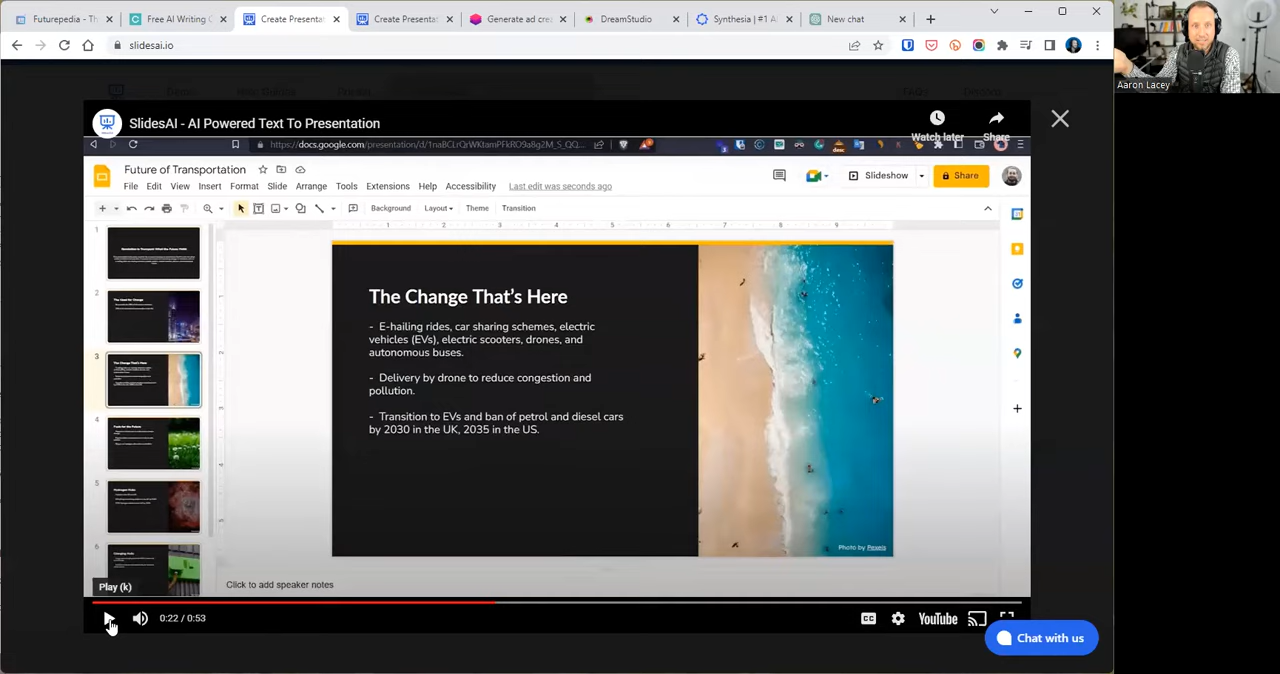 Futurepedia - Th
Free AI Writing
Create Presentat
Create Presentat
Generate ad cre
DreamStudio
Synthesia | #1 A
New chat
slidesai.io
Aaron Lacey
SlidesAI - AI Powered Text To Presentation
Watch later
Share
Future of Transportation
File Edit View Insert Format Slide Arrange Tools Extensions Help Accessibility Last edit was seconds ago
Slideshow
Share
Background Layout Theme Transition
1
2
3
4
5
6
The Change That's Here
- E-hailing rides, car sharing schemes, electric
vehicles (EVs), electric scooters, drones, and
autonomous buses.
- Delivery by drone to reduce congestion and
pollution.
- Transition to EVs and ban of petrol and diesel cars
by 2030 in the UK, 2035 in the US.
Photo by Pexels
Click to add speaker notes
Play (k)
0:22 / 0:53
YouTube
Chat with us